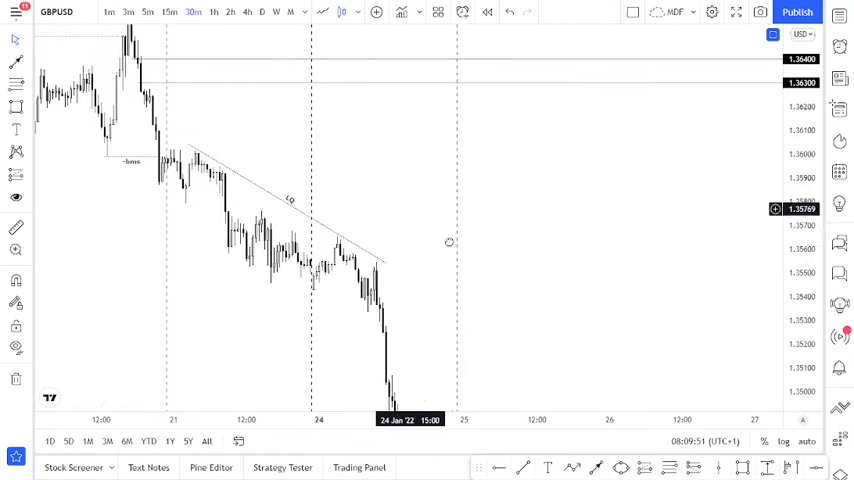 11
GBPUSD
1m 3m 5m 15m 30m 1h 2h 4h D W M
MDF
Publish
USD
1.36400
1.36300
1.36200
1.36100
1.36000
1.35900
1.35769
1.35600
1.35500
1.35400
1.35300
1.35200
1.35100
1.35000
-bms
LQ
12:00 21 12:00 24 24 Jan '22 15:00 25 12:00 26 12:00 27
A
1D 5D 1M 3M 6M YTD 1Y 5Y All
08:09:51 (UTC+1) % log auto
Stock Screener Text Notes Pine Editor Strategy Tester Trading Panel